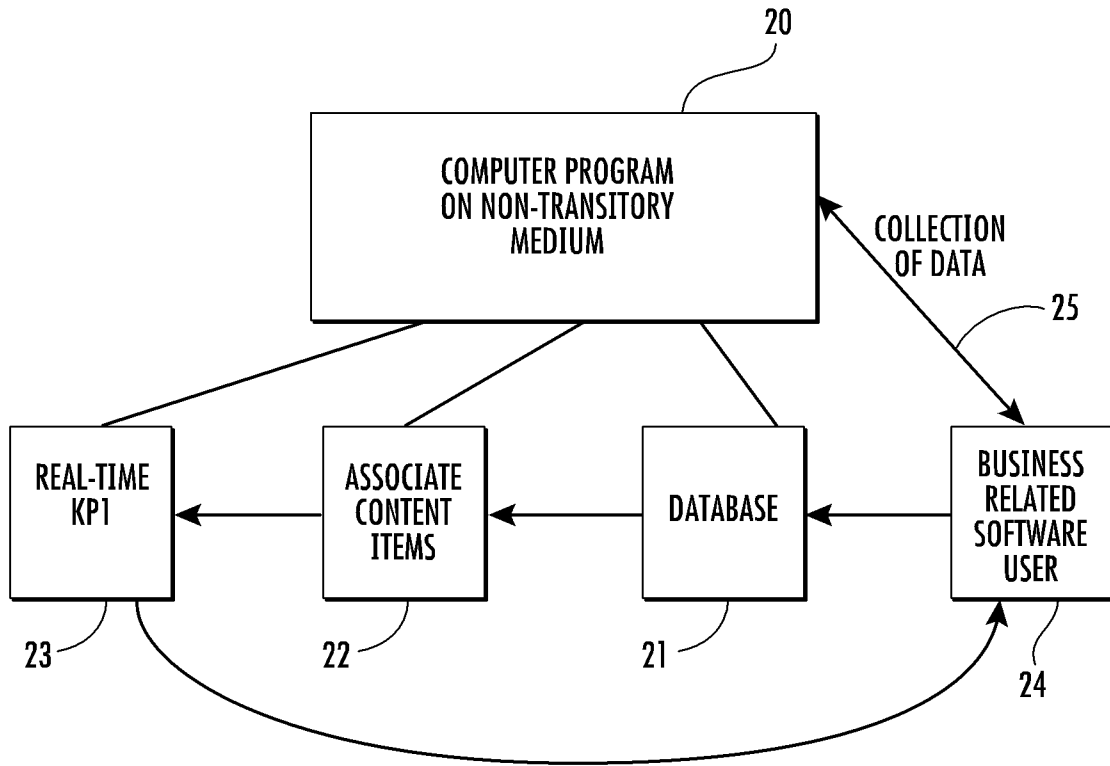 20
COMPUTER PROGRAM
ON NON-TRANSITORY
MEDIUM
COLLECTION
OF DATA
25
REAL-TIME
KP1
ASSOCIATE
CONTENT
ITEMS
DATABASE
BUSINESS
RELATED
SOFTWARE
USER
23
22
21
24